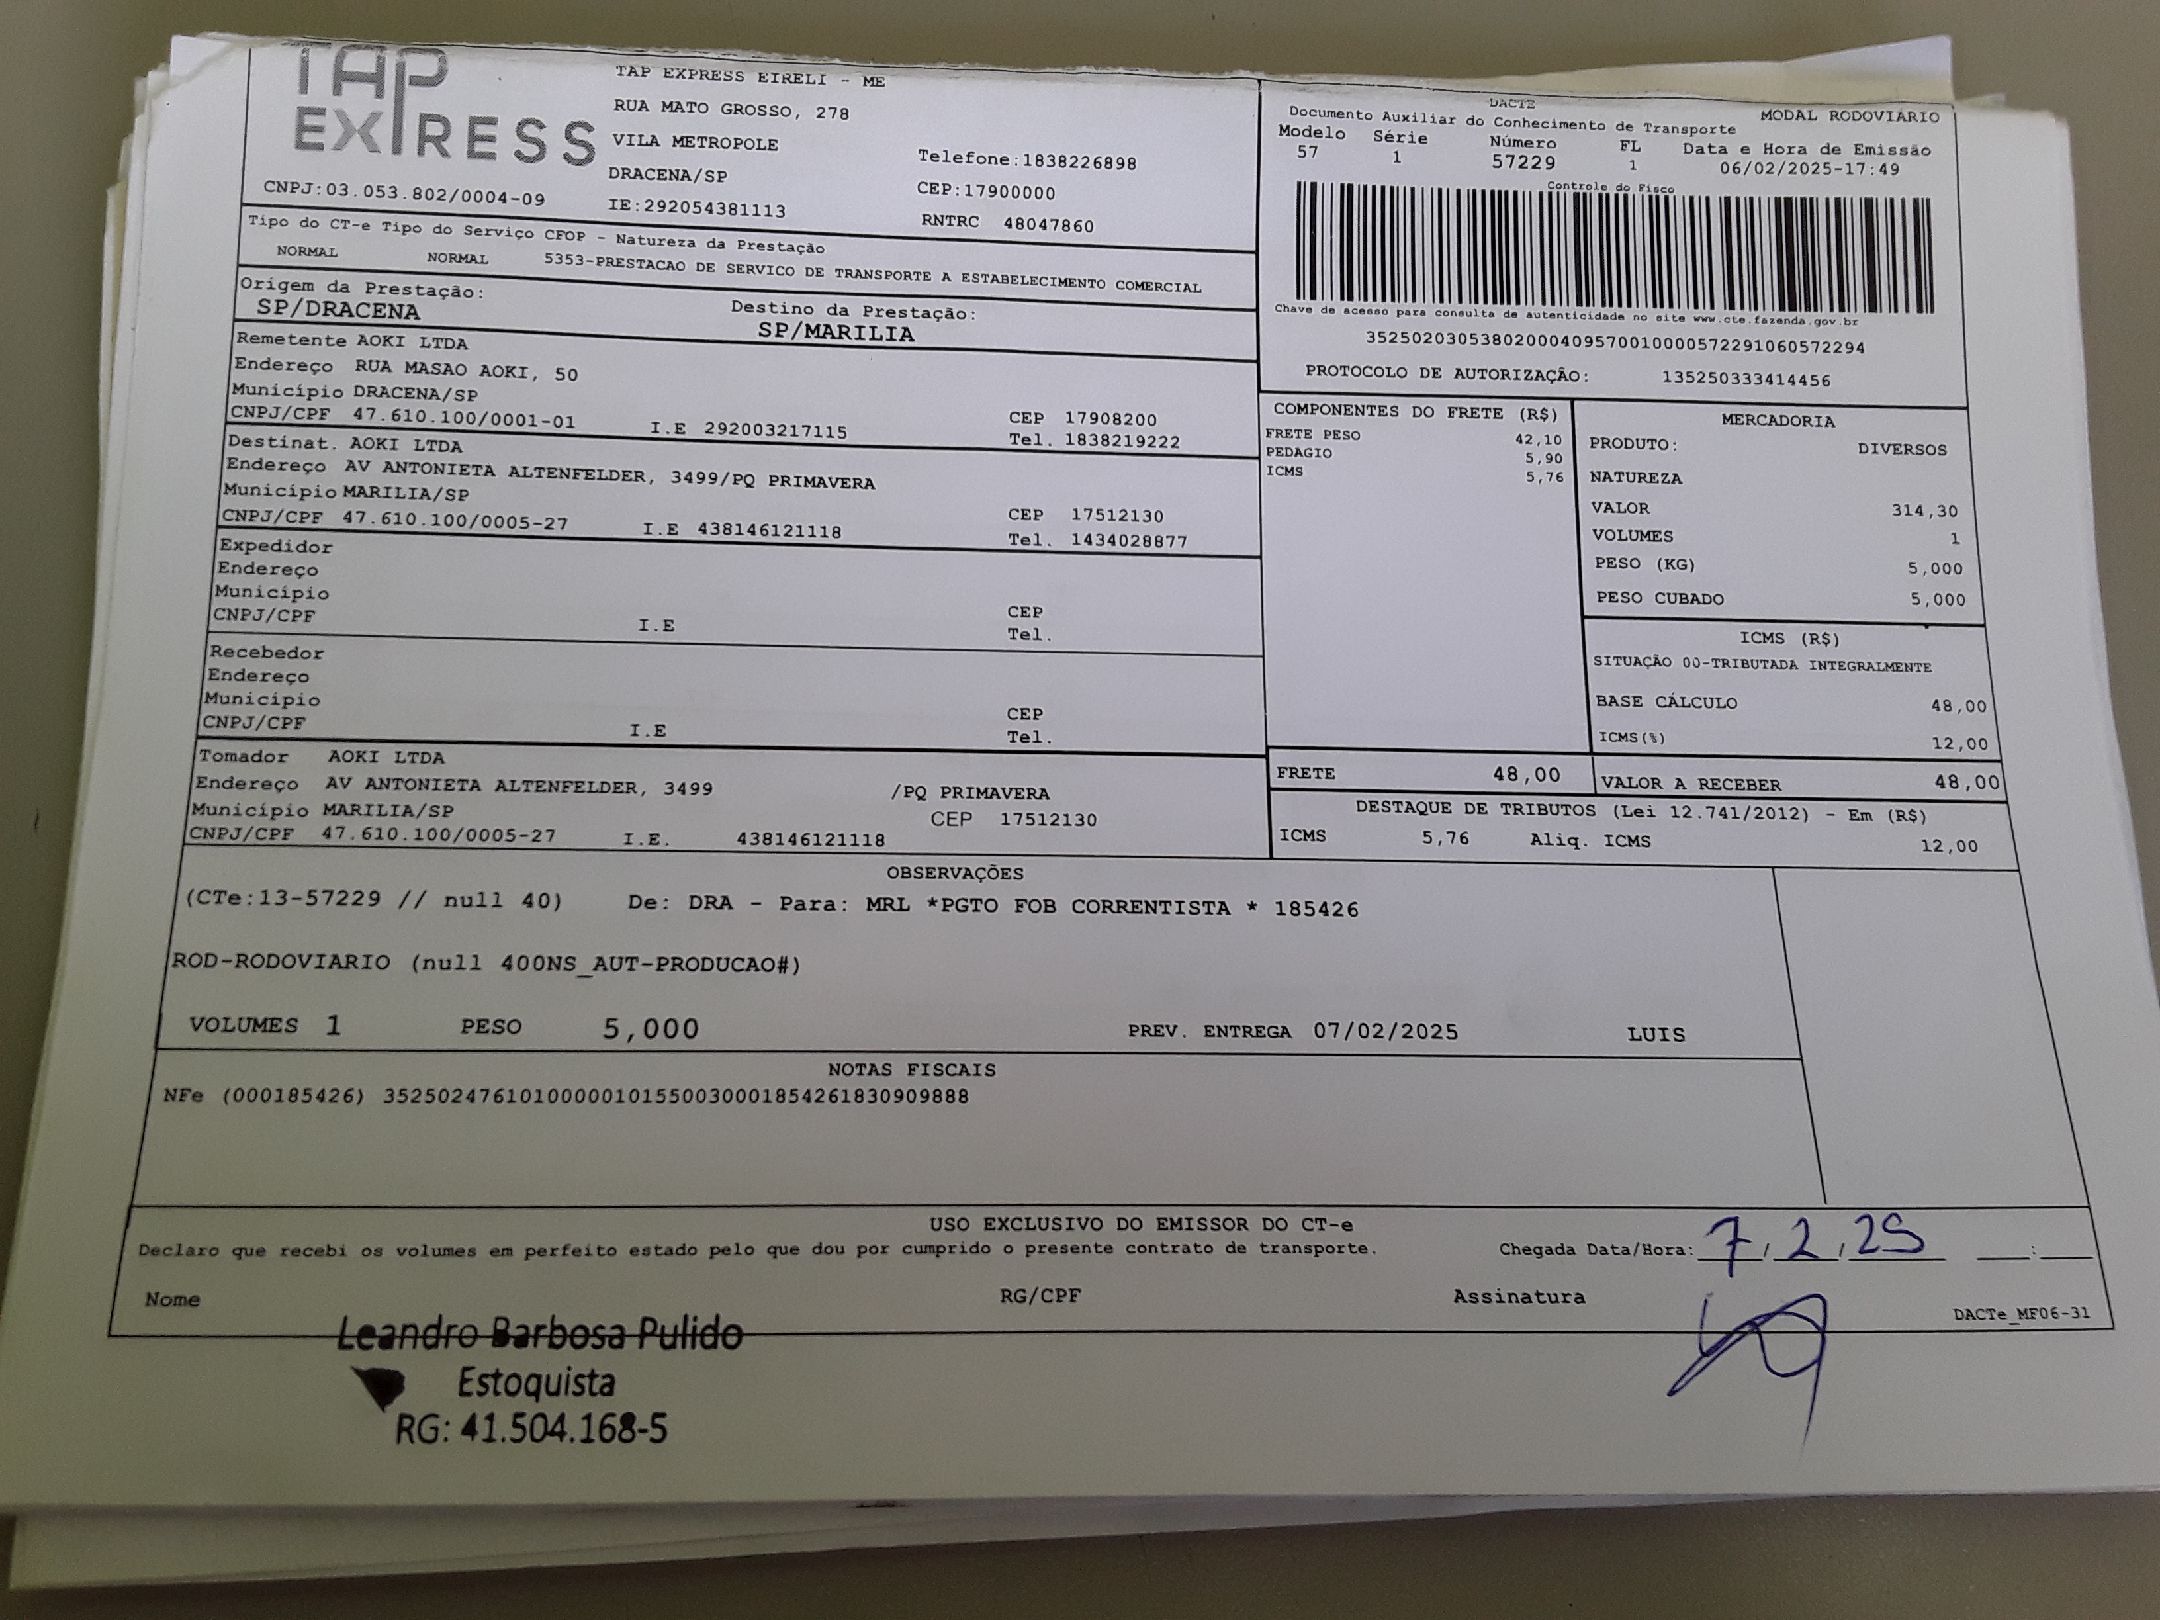 TAP EXPRESS
TAP EXPRESS EIRELI - ME
RUA MATO GROSSO, 278
VILA METROPOLE
DRACENA/SP
Telefone:1838226898
CEP:17900000
CNPJ:03.053.802/0004-09
IE:292054381113
RNTRC 48047860
DACTE
MODAL RODOVIARIO
Documento Auxiliar do Conhecimento de Transporte
Modelo Série Número FL Data e Hora de Emissão
57 1 57229 1 06/02/2025-17:49
Controle do Fisco
Chave de acesso para consulta de autenticidade no site www.cte.fazenda.gov.br
35250203053802000409570010000572291060572294
PROTOCOLO DE AUTORIZAÇÃO: 135250333414456
Tipo do CT-e Tipo do Serviço CFOP - Natureza da Prestação
NORMAL NORMAL 5353-PRESTACAO DE SERVICO DE TRANSPORTE A ESTABELECIMENTO COMERCIAL
Origem da Prestação: Destino da Prestação:
SP/DRACENA SP/MARILIA
Remetente AOKI LTDA
Endereço RUA MASAO AOKI, 50
Município DRACENA/SP CEP 17908200
CNPJ/CPF 47.610.100/0001-01 I.E 292003217115 Tel. 1838219222
Destinat. AOKI LTDA
Endereço AV ANTONIETA ALTENFELDER, 3499/PQ PRIMAVERA
Município MARILIA/SP CEP 17512130
CNPJ/CPF 47.610.100/0005-27 I.E 438146121118 Tel. 1434028877
Expedidor
Endereço
Município CEP
CNPJ/CPF I.E Tel.
Recebedor
Endereço
Município CEP
CNPJ/CPF I.E Tel.
Tomador AOKI LTDA
Endereço AV ANTONIETA ALTENFELDER, 3499 /PQ PRIMAVERA
Município MARILIA/SP CEP 17512130
CNPJ/CPF 47.610.100/0005-27 I.E. 438146121118
COMPONENTES DO FRETE (R$)
FRETE PESO 42,10
PEDAGIO 5,90
ICMS 5,76
MERCADORIA
PRODUTO: DIVERSOS
NATUREZA
VALOR 314,30
VOLUMES 1
PESO (KG) 5,000
PESO CUBADO 5,000
ICMS (R$)
SITUAÇÃO 00-TRIBUTADA INTEGRALMENTE
BASE CÁLCULO 48,00
ICMS(%) 12,00
FRETE 48,00 VALOR A RECEBER 48,00
DESTAQUE DE TRIBUTOS (Lei 12.741/2012) - Em (R$)
ICMS 5,76 Aliq. ICMS 12,00
OBSERVAÇÕES
(CTe:13-57229 // null 40) De: DRA - Para: MRL *PGTO FOB CORRENTISTA * 185426
ROD-RODOVIARIO (null 400NS_AUT-PRODUCAO#)
VOLUMES 1 PESO 5,000 PREV. ENTREGA 07/02/2025 LUIS
NOTAS FISCAIS
NFe (000185426) 35250247610100000101550030001854261830909888
USO EXCLUSIVO DO EMISSOR DO CT-e
Declaro que recebi os volumes em perfeito estado pelo que dou por cumprido o presente contrato de transporte. Chegada Data/Hora: 7/2/25 __:__
Nome RG/CPF Assinatura
DACTe_MF06-31
Leandro Barbosa Pulido
Estoquista
RG: 41.504.168-5